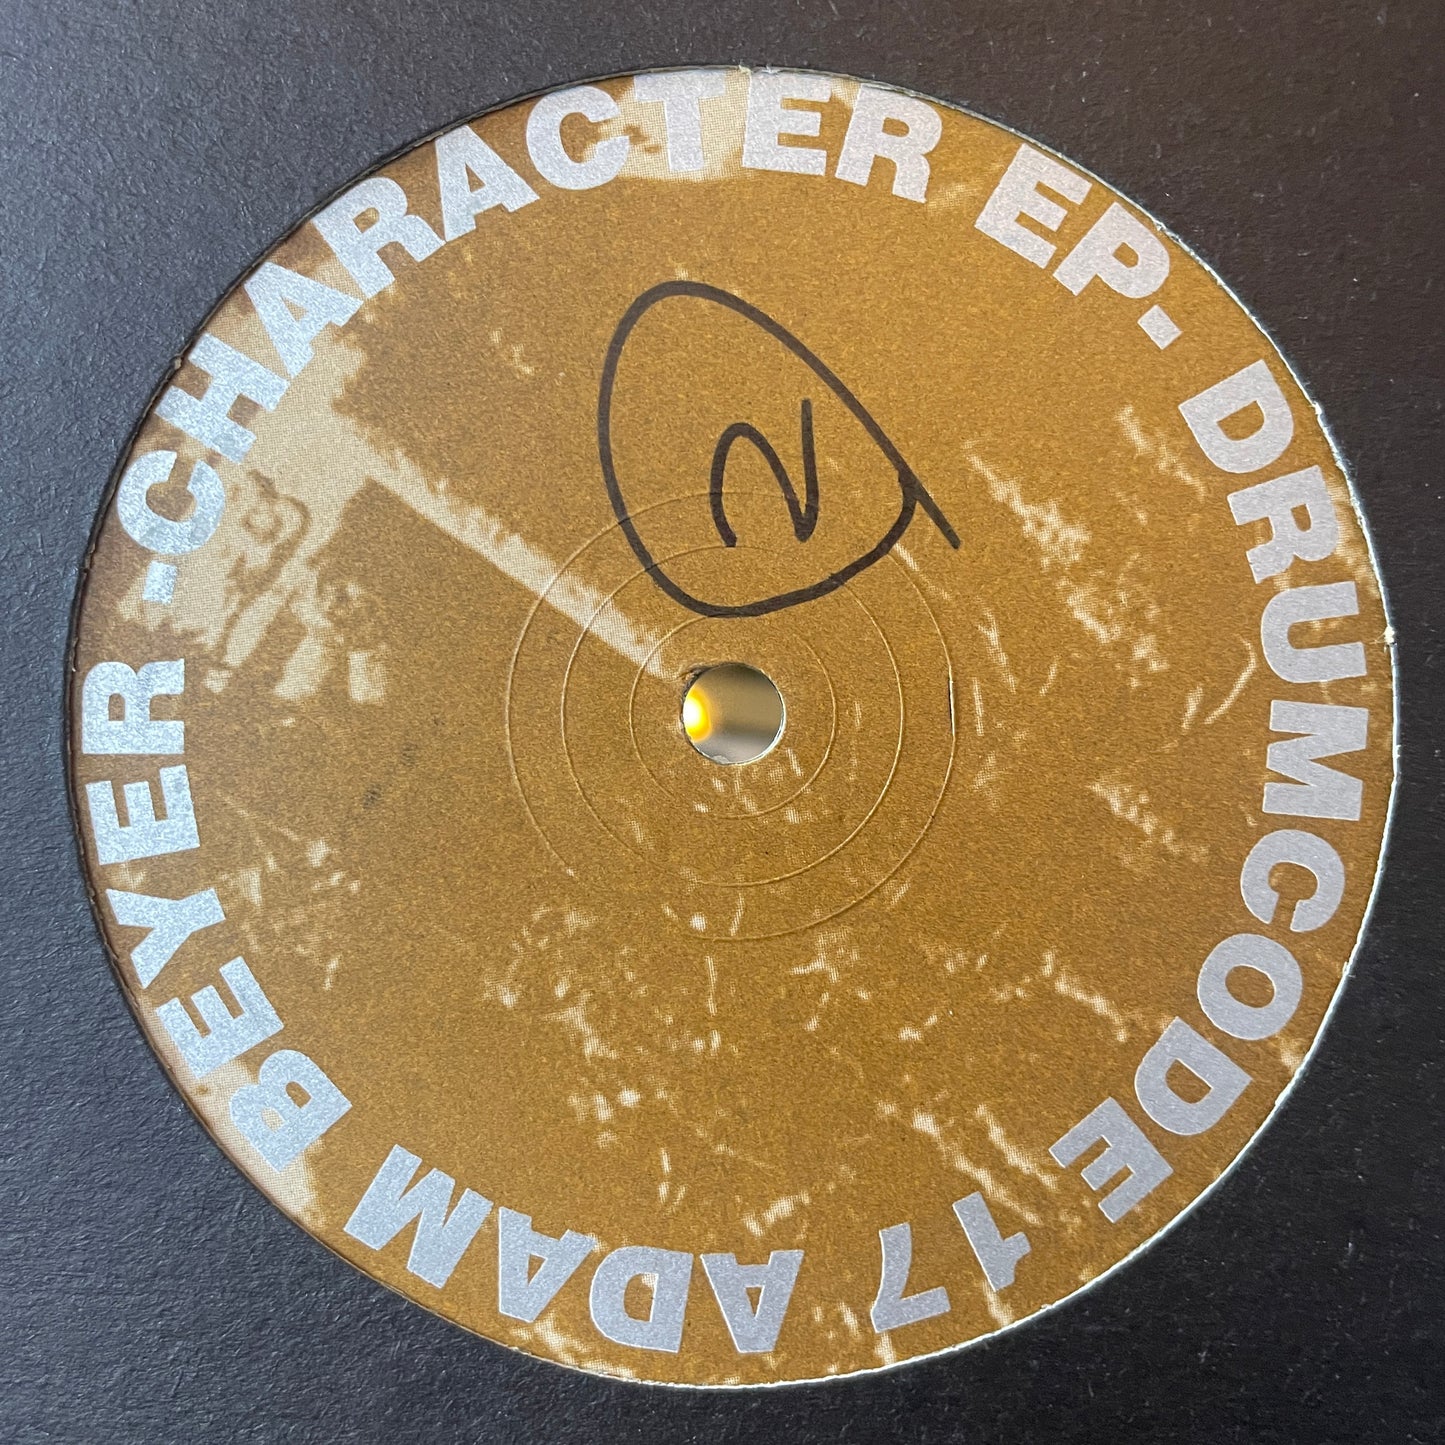 ADAM BEYER -CHARACTER EP. DRUMCODE 17
2